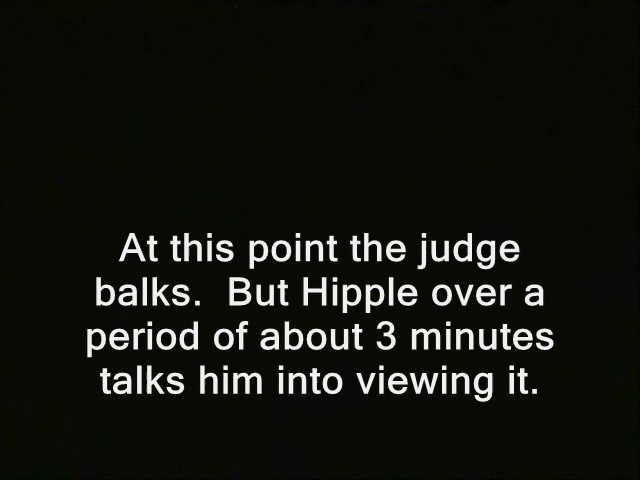 At this point the judge
balks.  But Hipple over a
period of about 3 minutes
talks him into viewing it.